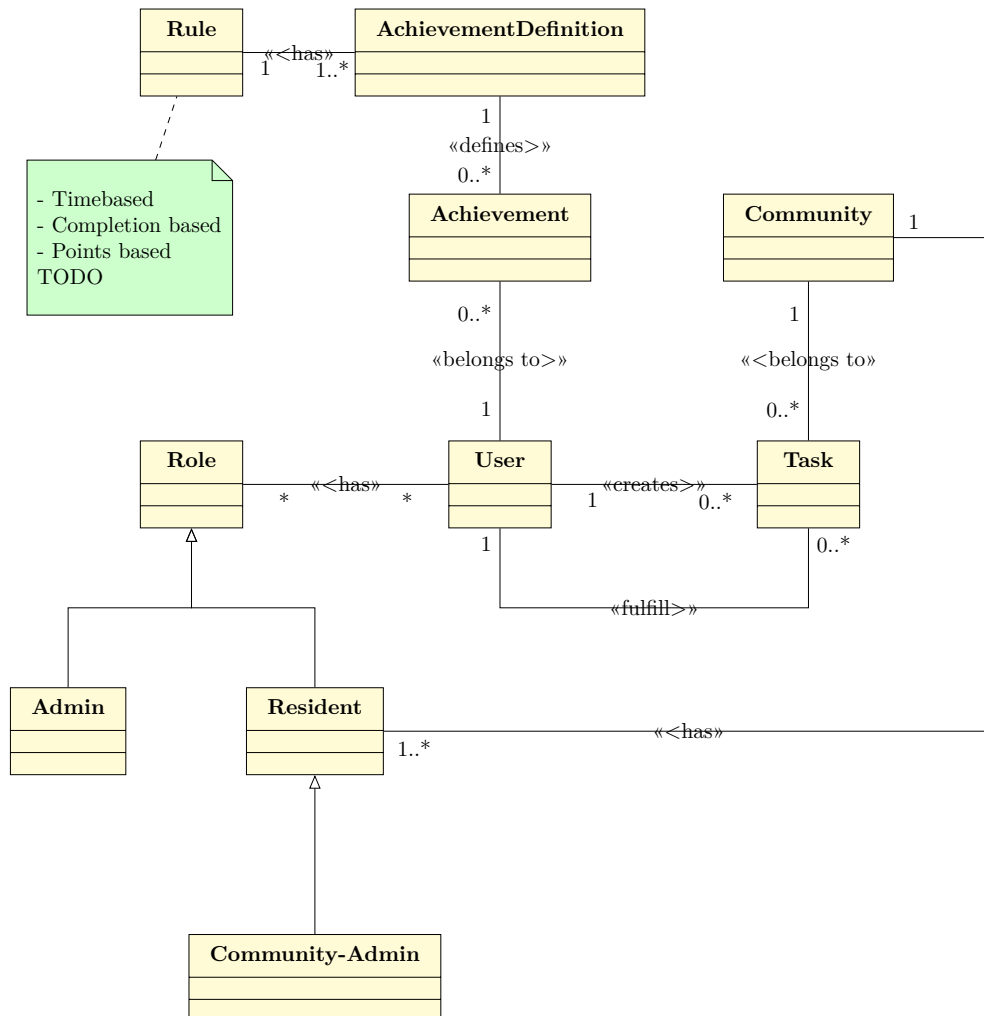 Rule
AchievementDefinition
«<has»
1
1..*
1
«defines>»
0..*
- Timebased
- Completion based
- Points based
TODO
Achievement
Community
1
0..*
1
«belongs to>»
«<belongs to»
1
0..*
Role
User
Task
«<has»
*
*
«creates>»
1
0..*
1
0..*
«fulfill>»
Admin
Resident
«<has»
1..*
Community-Admin